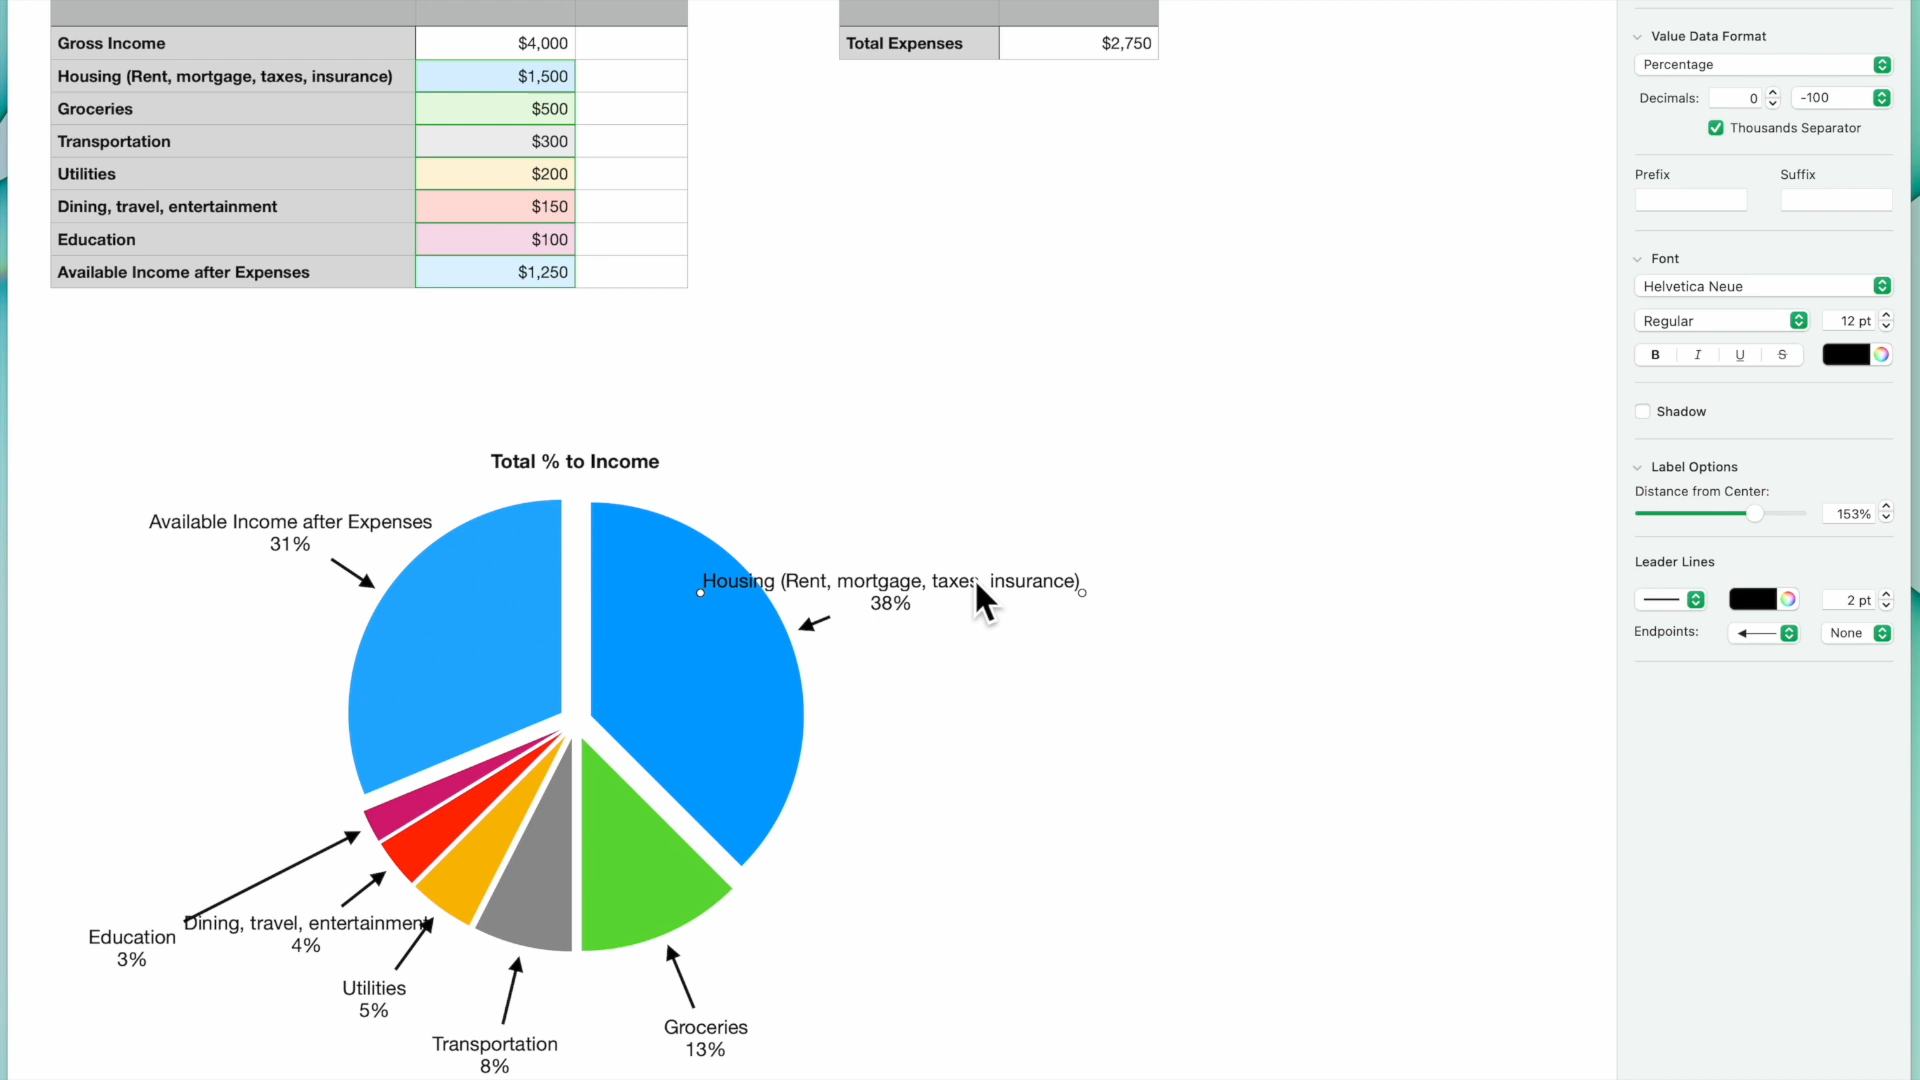 Gross Income $4,000
Housing (Rent, mortgage, taxes, insurance) $1,500
Groceries $500
Transportation $300
Utilities $200
Dining, travel, entertainment $150
Education $100
Available Income after Expenses $1,250
Total Expenses $2,750
Total % to Income
Available Income after Expenses
31%
Housing (Rent, mortgage, taxes, insurance)
38%
Education
3%
Dining, travel, entertainment
4%
Utilities
5%
Transportation
8%
Groceries
13%
Value Data Format
Percentage
Decimals: 0 -100
Thousands Separator
Prefix Suffix
Font
Helvetica Neue
Regular 12 pt
B I U S
Shadow
Label Options
Distance from Center:
153%
Leader Lines
2 pt
Endpoints: None